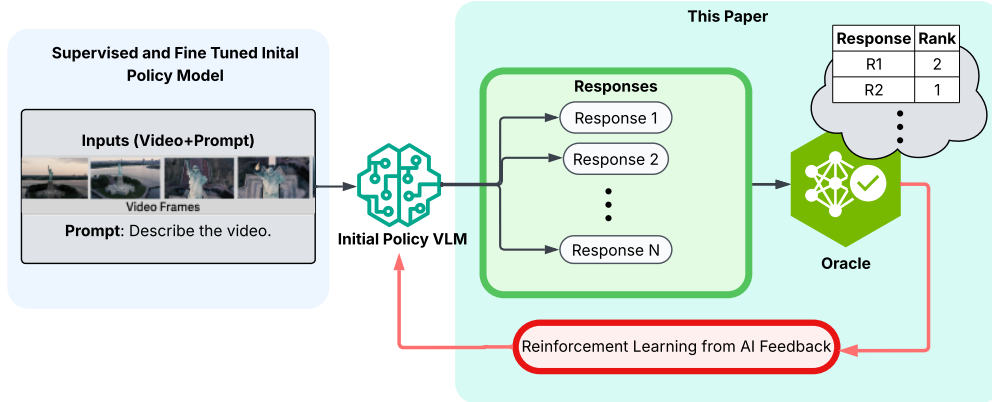 Supervised and Fine Tuned Inital
Policy Model
Inputs (Video+Prompt)
Video Frames
Prompt: Describe the video.
Initial Policy VLM
This Paper
Responses
Response 1
Response 2
Response N
Response Rank
R1 2
R2 1
Oracle
Reinforcement Learning from AI Feedback